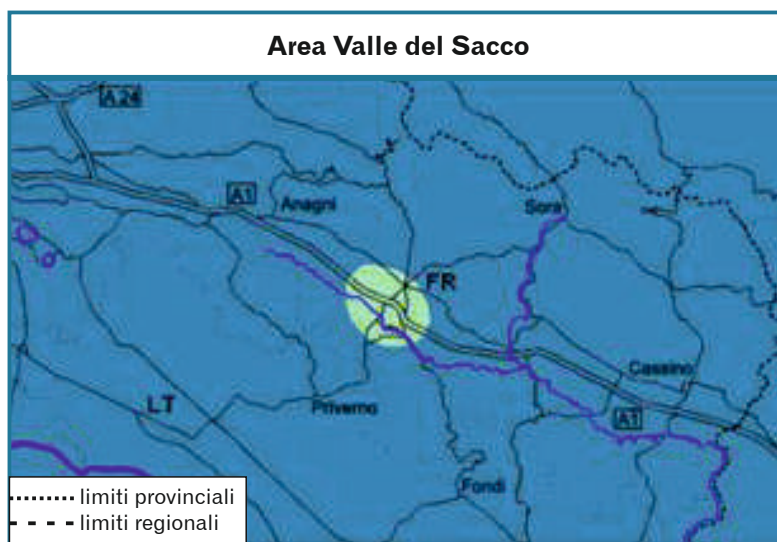 Area Valle del Sacco
A 24
A1
Anagni
Sora
FR
Cassino
LT
Priverno
A1
Fondi
limiti provinciali
limiti regionali